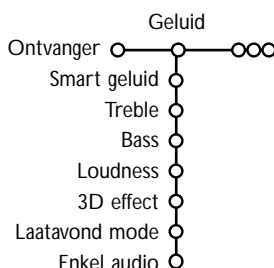 Geluid
Ontvanger
Smart geluid
Treble
Bass
Loudness
3D effect
Laatavond mode
Enkel audio